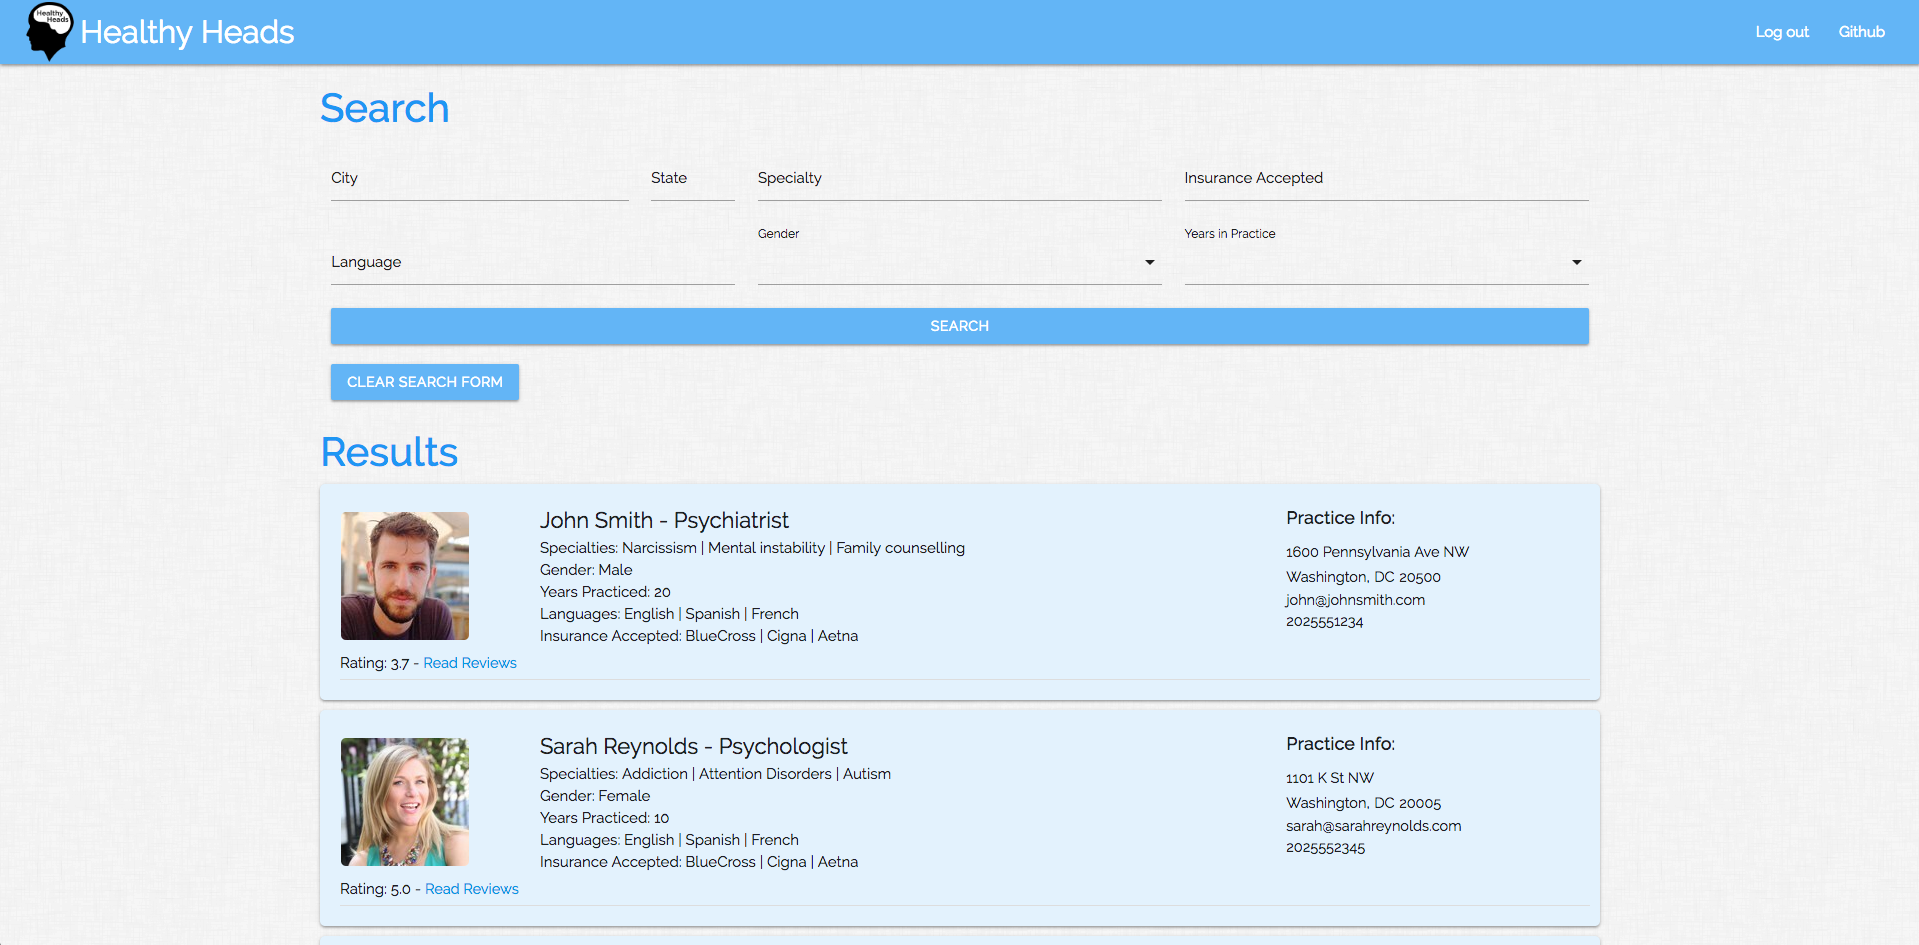 Healthy Heads
Healthy Heads
Log out
Github
Search
City
State
Specialty
Insurance Accepted
Language
Gender
Years in Practice
SEARCH
CLEAR SEARCH FORM
Results
John Smith - Psychiatrist
Specialties: Narcissism | Mental instability | Family counselling
Gender: Male
Years Practiced: 20
Languages: English | Spanish | French
Insurance Accepted: BlueCross | Cigna | Aetna
Rating: 3.7 - Read Reviews
Practice Info:
1600 Pennsylvania Ave NW
Washington, DC 20500
john@johnsmith.com
2025551234
Sarah Reynolds - Psychologist
Specialties: Addiction | Attention Disorders | Autism
Gender: Female
Years Practiced: 10
Languages: English | Spanish | French
Insurance Accepted: BlueCross | Cigna | Aetna
Rating: 5.0 - Read Reviews
Practice Info:
1101 K St NW
Washington, DC 20005
sarah@sarahreynolds.com
2025552345